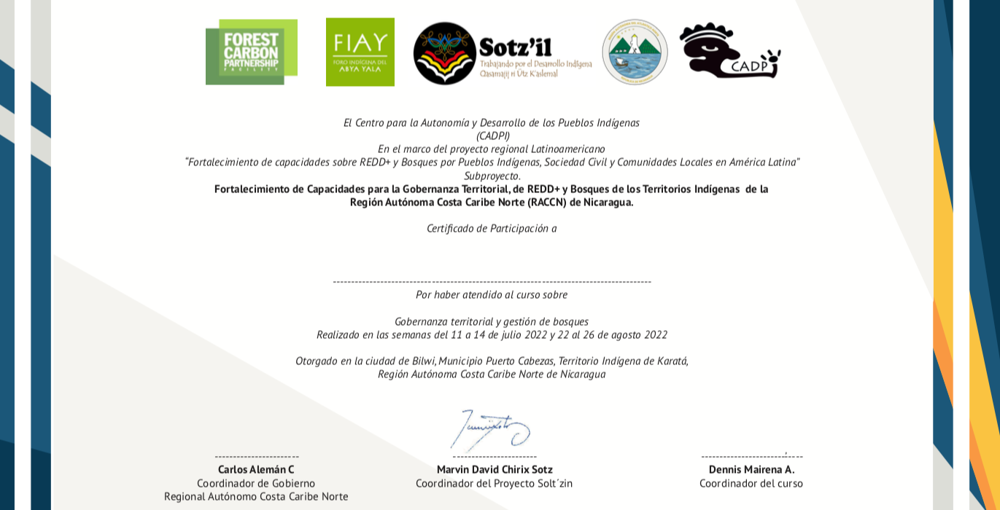 FOREST
CARBON
PARTNERSHIP
FACILITY
FIAY
FORO INDÍGENA DEL
ABYA YALA
Sotz'il
Trabajando por el Desarrollo Indígena
Qasamajij ri Ütz K'aslemal
CADPI
El Centro para la Autonomía y Desarrollo de los Pueblos Indígenas
(CADPI)
En el marco del proyecto regional Latinoamericano
“Fortalecimiento de capacidades sobre REDD+ y Bosques por Pueblos Indígenas, Sociedad Civil y Comunidades Locales en América Latina”
Subproyecto.
Fortalecimiento de Capacidades para la Gobernanza Territorial, de REDD+ y Bosques de los Territorios Indígenas de la
Región Autónoma Costa Caribe Norte (RACCN) de Nicaragua.
Certificado de Participación a
Por haber atendido al curso sobre
Gobernanza territorial y gestión de bosques
Realizado en las semanas del 11 a 14 de julio 2022 y 22 al 26 de agosto 2022
Otorgado en la ciudad de Bilwi, Municipio Puerto Cabezas, Territorio Indígena de Karatá,
Región Autónoma Costa Caribe Norte de Nicaragua
Carlos Alemán C
Coordinador de Gobierno
Regional Autónomo Costa Caribe Norte
Marvin David Chirix Sotz
Coordinador del Proyecto Solt´zin
Dennis Mairena A.
Coordinador del curso